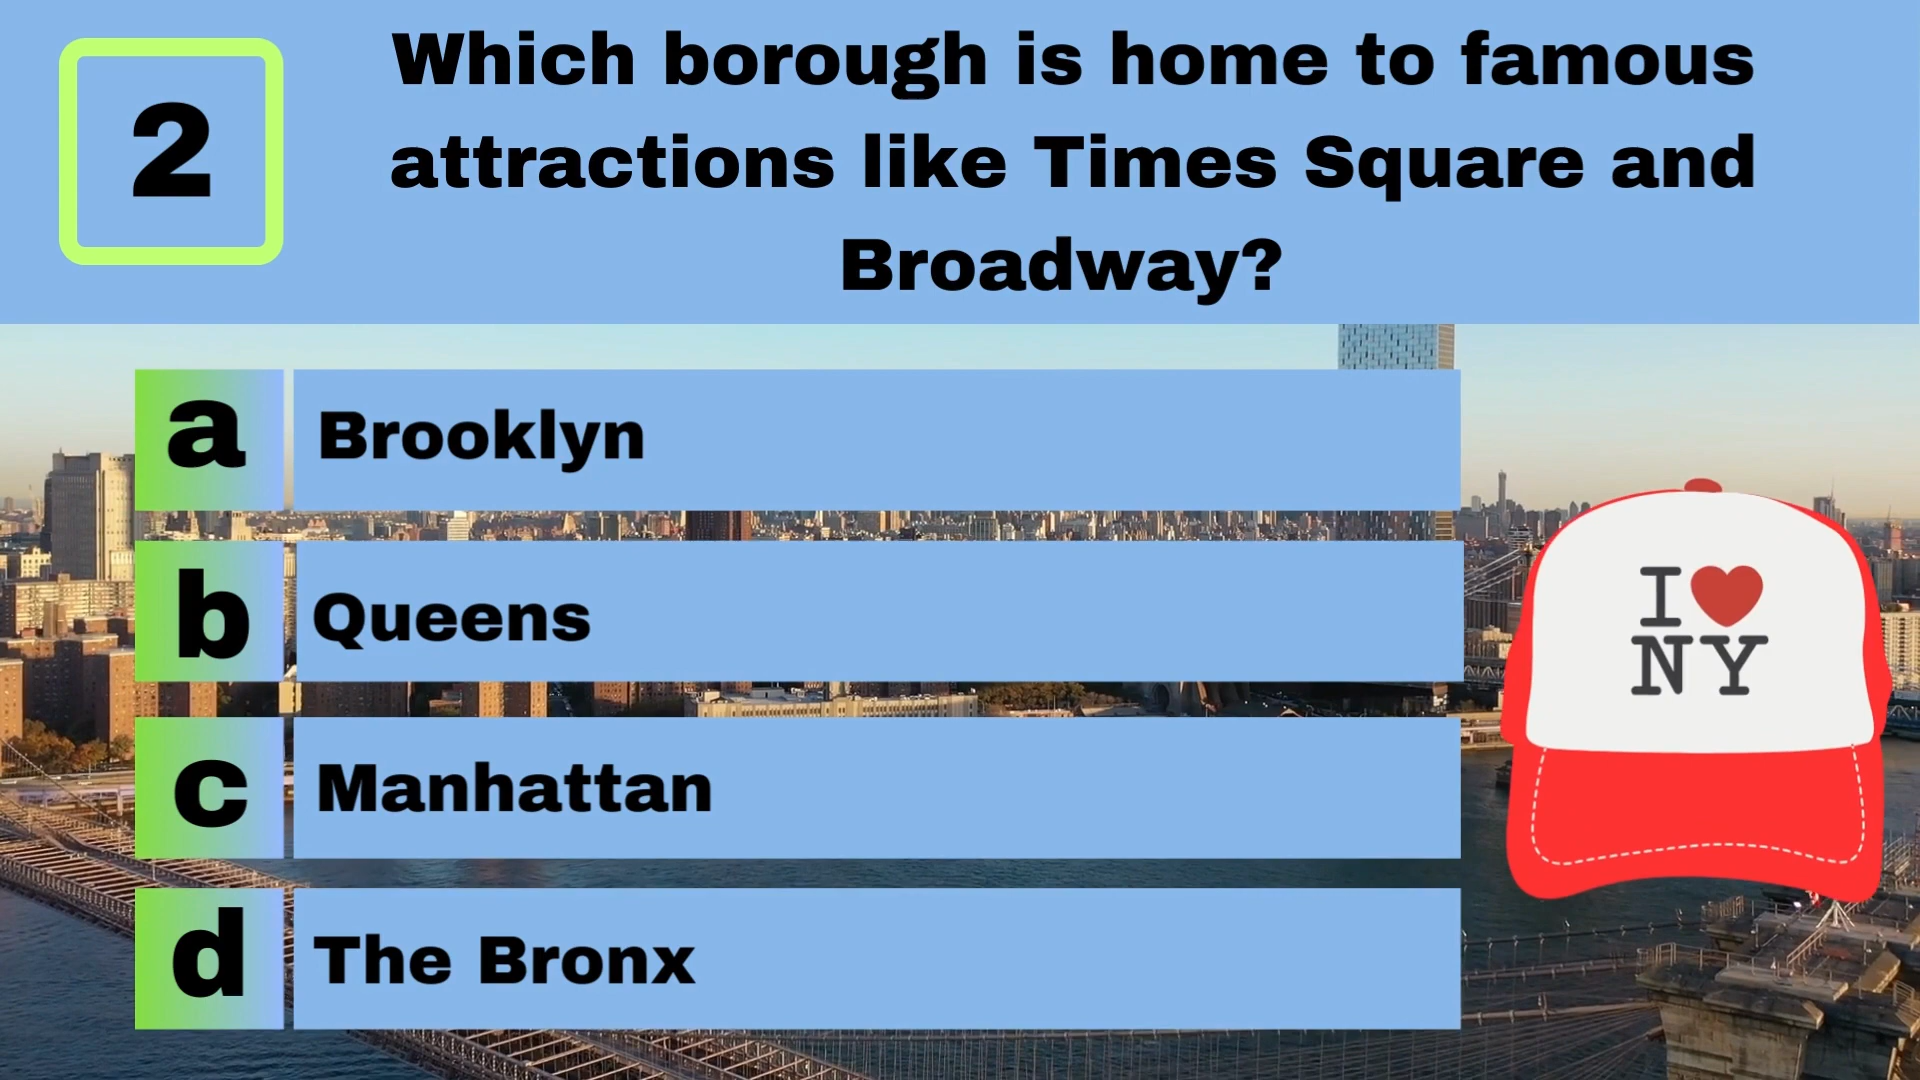 2
Which borough is home to famous
attractions like Times Square and
Broadway?
a Brooklyn
b Queens
c Manhattan
d The Bronx
I
NY